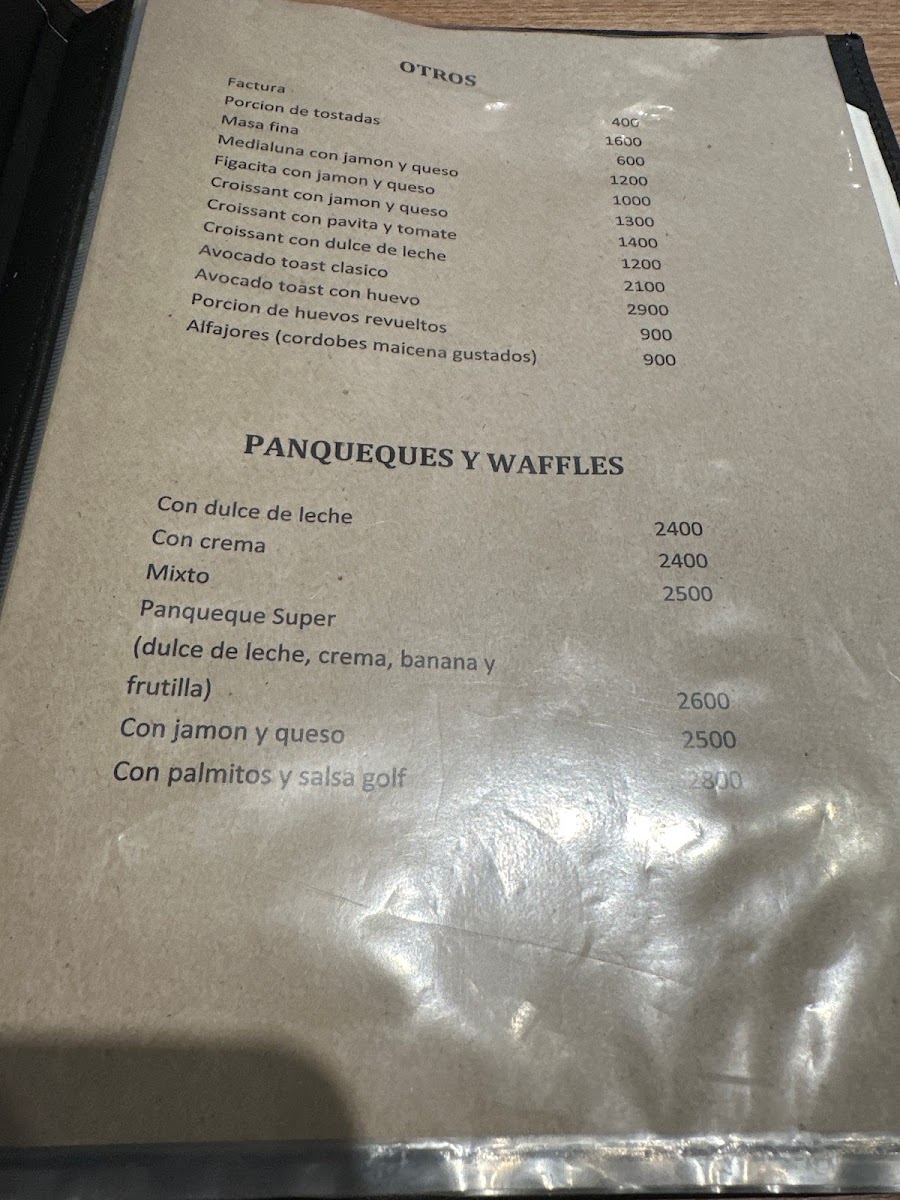 OTROS
Factura 400
Porcion de tostadas 1600
Masa fina 600
Medialuna con jamon y queso 1200
Figacita con jamon y queso 1000
Croissant con jamon y queso 1300
Croissant con pavita y tomate 1400
Croissant con dulce de leche 1200
Avocado toast clasico 2100
Avocado toast con huevo 2900
Porcion de huevos revueltos 900
Alfajores (cordobes maicena gustados) 900
PANQUEQUES Y WAFFLES
Con dulce de leche 2400
Con crema 2400
Mixto 2500
Panqueque Super
(dulce de leche, crema, banana y
frutilla) 2600
Con jamon y queso 2500
Con palmitos y salsa golf 2800